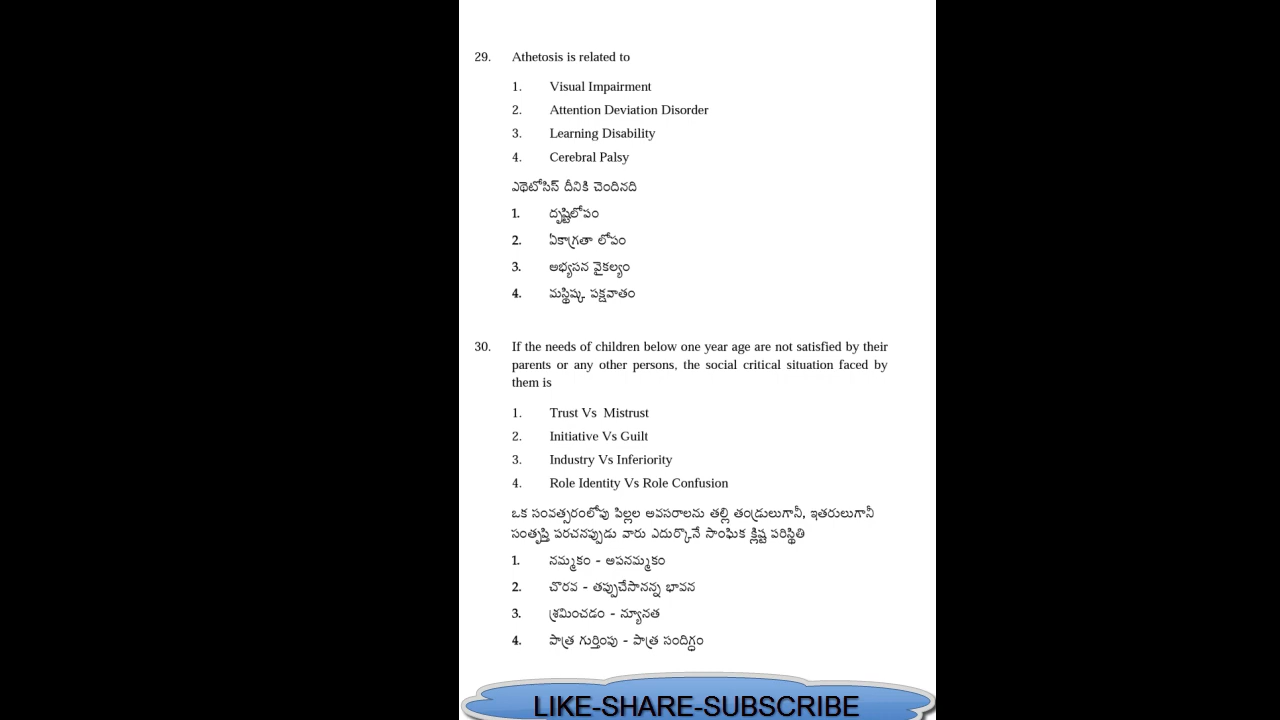 29. Athetosis is related to
1. Visual Impairment
2. Attention Deviation Disorder
3. Learning Disability
4. Cerebral Palsy
ఎథెటోసిస్ దీనికి చెందినది
1. దృష్టిలోపం
2. ఏకాగ్రతా లోపం
3. అభ్యసన వైకల్యం
4. మస్థిష్క పక్షవాతం
30. If the needs of children below one year age are not satisfied by their
parents or any other persons, the social critical situation faced by
them is
1. Trust Vs Mistrust
2. Initiative Vs Guilt
3. Industry Vs Inferiority
4. Role Identity Vs Role Confusion
ఒక సంవత్సరంలోపు పిల్లల అవసరాలను తల్లి తండ్రులుగానీ, ఇతరులుగానీ
సంతృప్తి పరచనప్పుడు వారు ఎదుర్కొనే సాంఘిక క్లిష్ట పరిస్థితి
1. నమ్మకం - అపనమ్మకం
2. చొరవ - తప్పుచేసానన్న భావన
3. శ్రమించడం - న్యూనత
4. పాత్ర గుర్తింపు - పాత్ర సందిగ్ధం
LIKE-SHARE-SUBSCRIBE